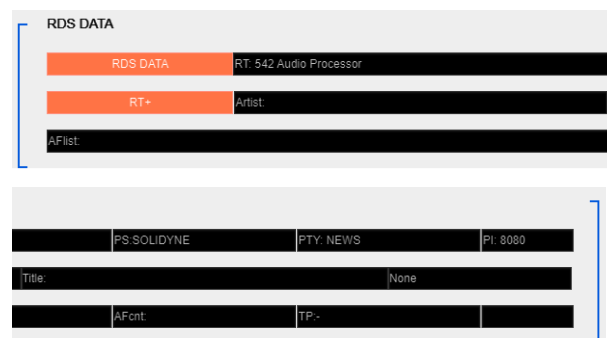 RDS DATA
RDS DATA RT: 542 Audio Processor
RT+ Artist:
AFlist:
PS:SOLIDYNE PTY: NEWS PI: 8080
Title: None
AFcnt: TP:-